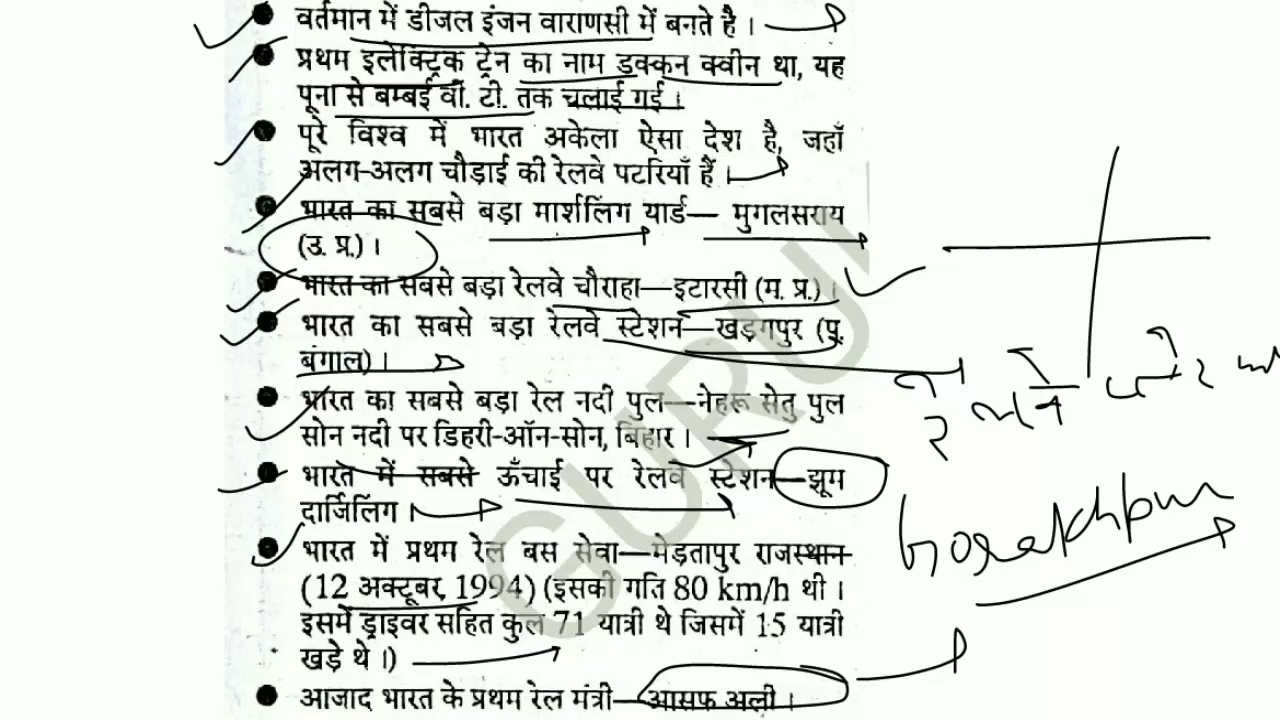 ● वर्तमान में डीजल इंजन वाराणसी में बनते है ।
● प्रथम इलेक्ट्रिक ट्रेन का नाम डक्कन क्वीन था, यह
पूना से बम्बई वी. टी. तक चलाई गई ।
● पूरे विश्व में भारत अकेला ऐसा देश है, जहाँ
अलग-अलग चौड़ाई की रेलवे पटरियाँ हैं ।
● भारत का सबसे बड़ा मार्शलिंग यार्ड— मुगलसराय
(उ. प्र.) ।
● भारत का सबसे बड़ा रेलवे चौराहा—इटारसी (म. प्र.) ।
● भारत का सबसे बड़ा रेलवे स्टेशन—खड़गपुर (पू.
बंगाल) ।
● भारत का सबसे बड़ा रेल नदी पुल—नेहरू सेतु पुल
सोन नदी पर डिहरी-ऑन-सोन, बिहार ।
● भारत में सबसे ऊँचाई पर रेलवे स्टेशन—झूम
दार्जिलिंग ।
● भारत में प्रथम रेल बस सेवा—मेड़तापुर राजस्थान
(12 अक्टूबर, 1994) (इसकी गति 80 km/h थी ।
इसमें ड्राइवर सहित कुल 71 यात्री थे जिसमें 15 यात्री
खड़े थे ।)
● आजाद भारत के प्रथम रेल मंत्री—आसफ अली ।
GURU
Gorakhpur